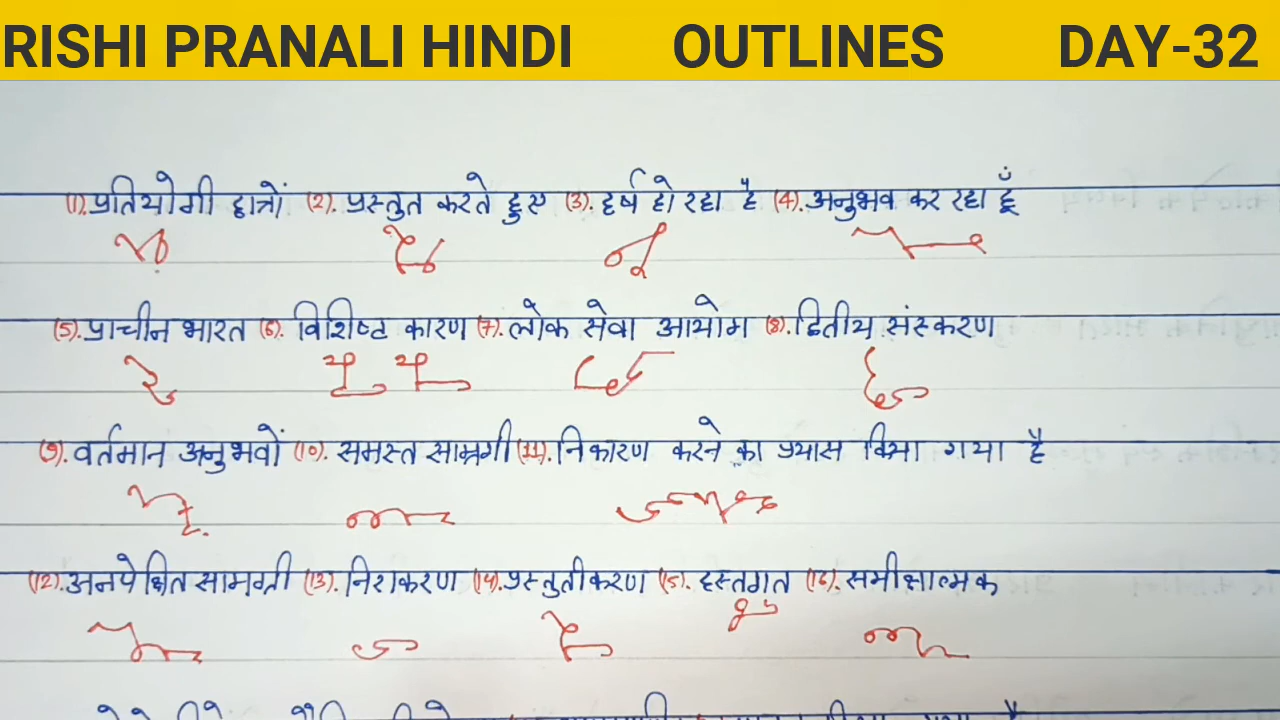 RISHI PRANALI HINDI OUTLINES DAY-32
(1). प्रतियोगी छात्रों (2). प्रस्तुत करते हुए (3). हर्ष हो रहा है (4). अनुभव कर रहा हूँ
(5). प्राचीन भारत (6). विशिष्ट कारण (7). लोक सेवा आयोग (8). द्वितीय संस्करण
(9). वर्तमान अनुभवों (10). समस्त सामग्री (11). निकारण करने का प्रयास किया गया है
(12). अनपेक्षित सामग्री (13). निराकरण (14). प्रस्तुतीकरण (15). हस्तगत (16). समीक्षात्मक